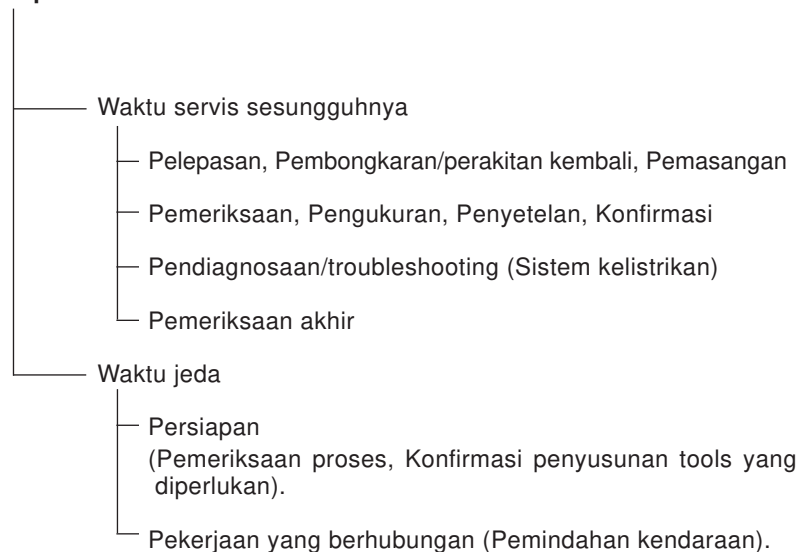 Waktu servis sesungguhnya
Pelepasan, Pembongkaran/perakitan kembali, Pemasangan
Pemeriksaan, Pengukuran, Penyetelan, Konfirmasi
Pendiagnosaan/troubleshooting (Sistem kelistrikan)
Pemeriksaan akhir
Waktu jeda
Persiapan
(Pemeriksaan proses, Konfirmasi penyusunan tools yang
diperlukan).
Pekerjaan yang berhubungan (Pemindahan kendaraan).